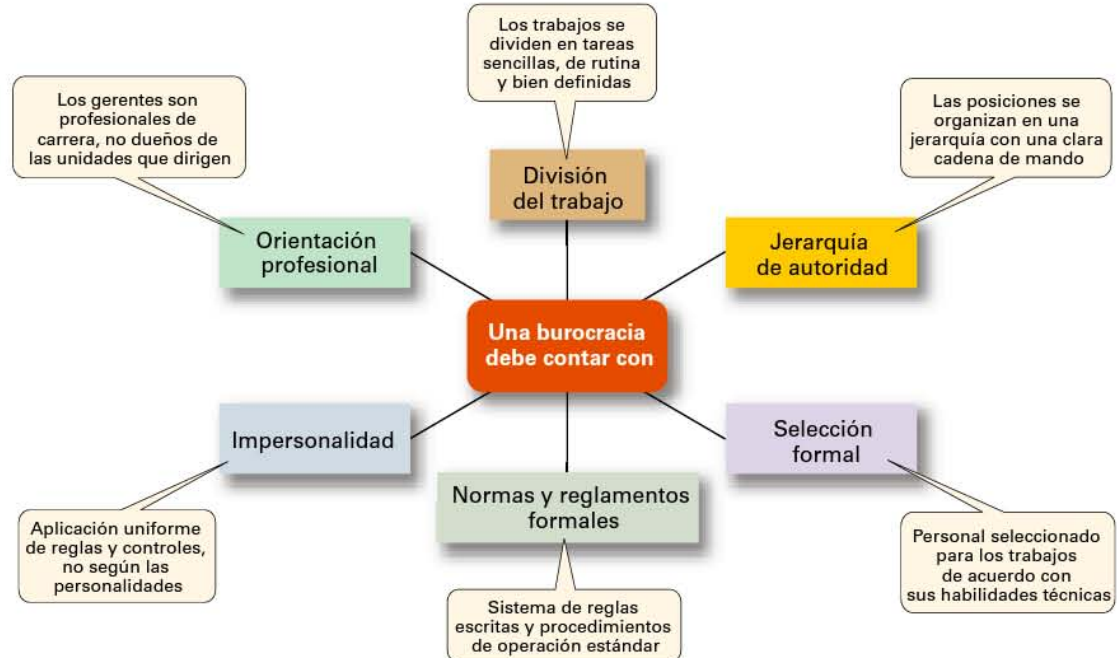 Los trabajos se
dividen en tareas
sencillas, de rutina
y bien definidas
Los gerentes son
profesionales de
carrera, no dueños de
las unidades que dirigen
Las posiciones se
organizan en una
jerarquía con una clara
cadena de mando
División
del trabajo
Orientación
profesional
Jerarquía
de autoridad
Una burocracia
debe contar con
Impersonalidad
Selección
formal
Normas y reglamentos
formales
Aplicación uniforme
de reglas y controles,
no según las
personalidades
Personal seleccionado
para los trabajos
de acuerdo con
sus habilidades técnicas
Sistema de reglas
escritas y procedimientos
de operación estándar